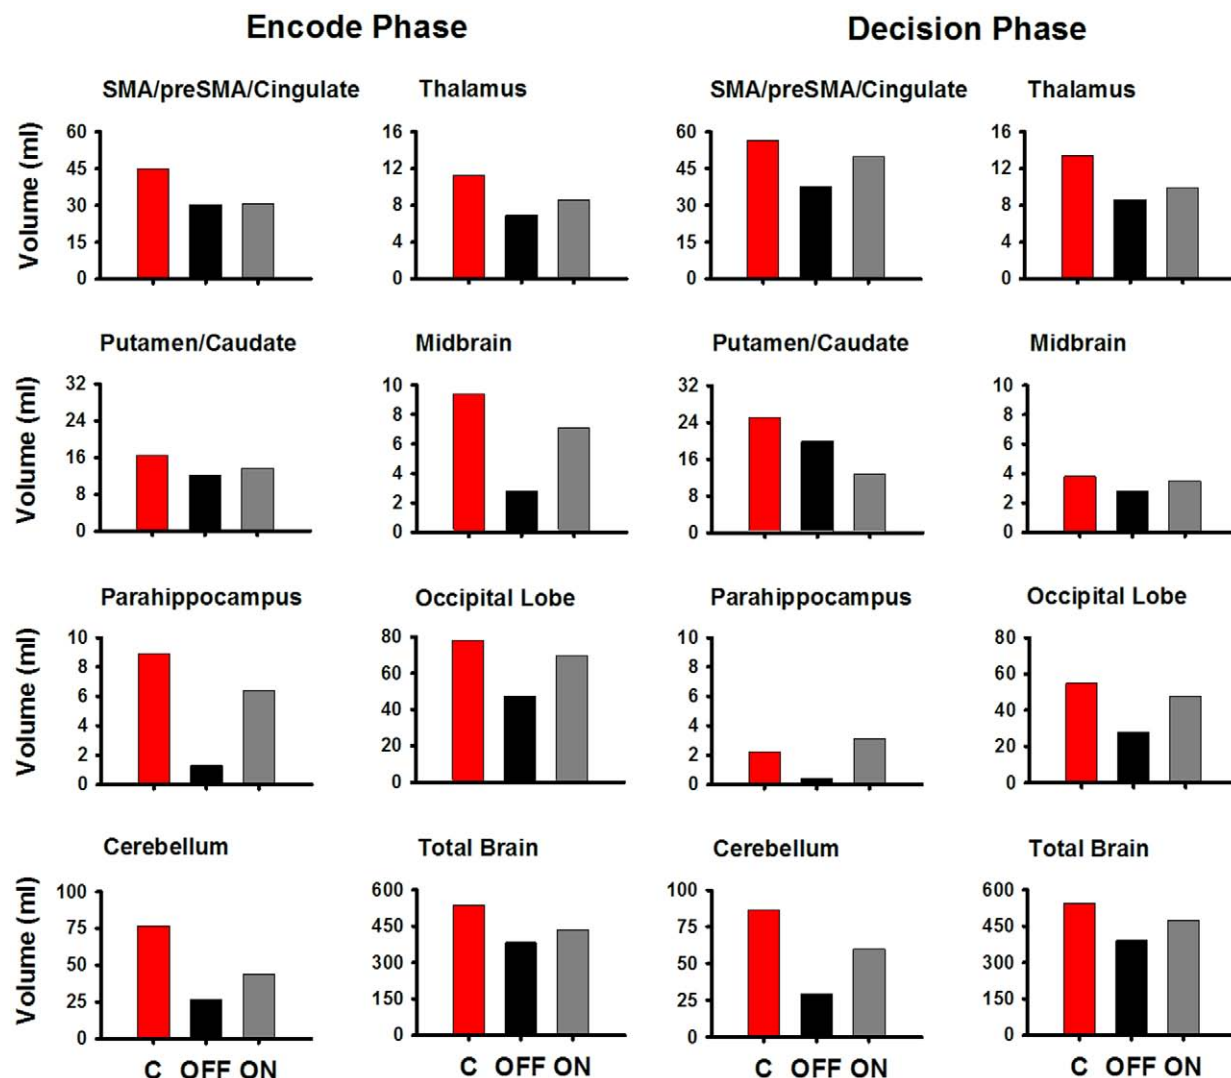 Encode Phase Decision Phase
SMA/preSMA/Cingulate Thalamus SMA/preSMA/Cingulate Thalamus
Volume (ml)
60 16 60 16
45 12 45 12
30 8 30 8
15 4 15 4
0 0 0 0
Putamen/Caudate Midbrain Putamen/Caudate Midbrain
Volume (ml)
32 10 32 10
24 8 24 8
16 6 16 6
8 4 8 4
0 2 0 2
0 0
Parahippocampus Occipital Lobe Parahippocampus Occipital Lobe
Volume (ml)
10 80 10 80
8 60 8 60
6 40 6 40
4 20 4 20
2 0 2 0
0 0
Cerebellum Total Brain Cerebellum Total Brain
Volume (ml)
100 600 100 600
75 450 75 450
50 300 50 300
25 150 25 150
0 0 0 0
C OFF ON C OFF ON C OFF ON C OFF ON